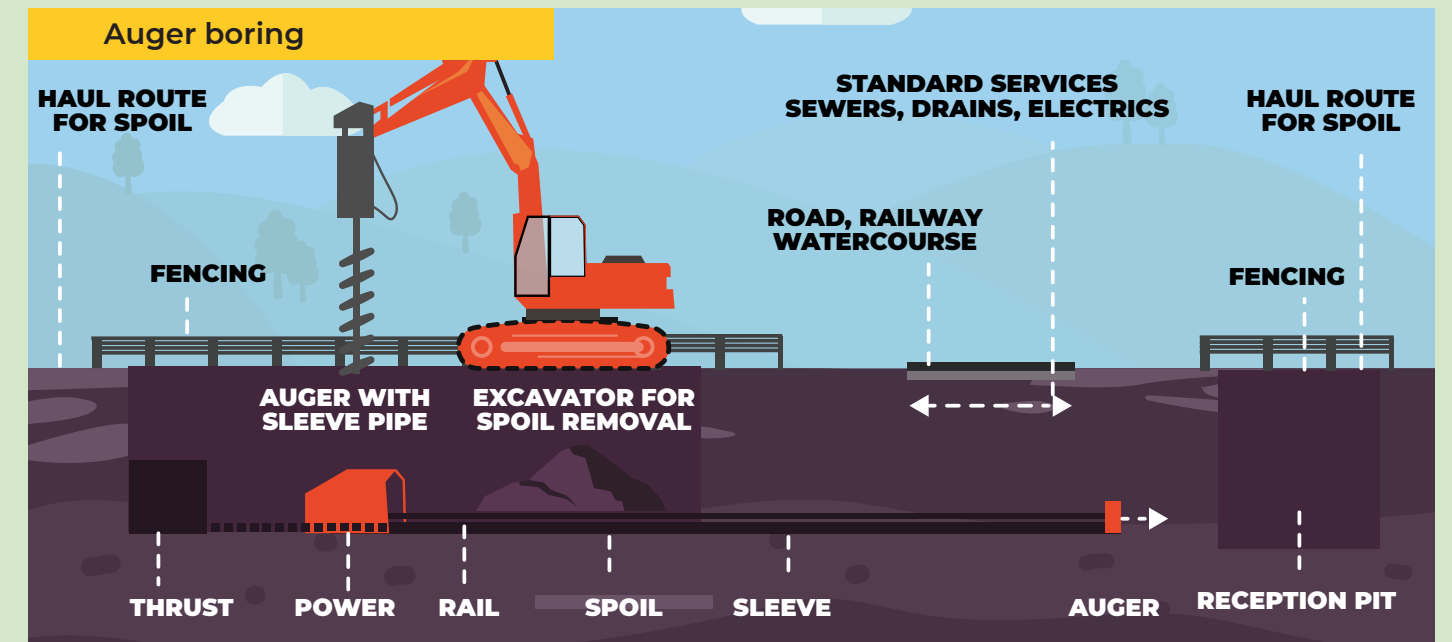 Auger boring
HAUL ROUTE
FOR SPOIL
STANDARD SERVICES
SEWERS, DRAINS, ELECTRICS
HAUL ROUTE
FOR SPOIL
ROAD, RAILWAY
WATERCOURSE
FENCING
FENCING
AUGER WITH
SLEEVE PIPE
EXCAVATOR FOR
SPOIL REMOVAL
THRUST
POWER
RAIL
SPOIL
SLEEVE
AUGER
RECEPTION PIT